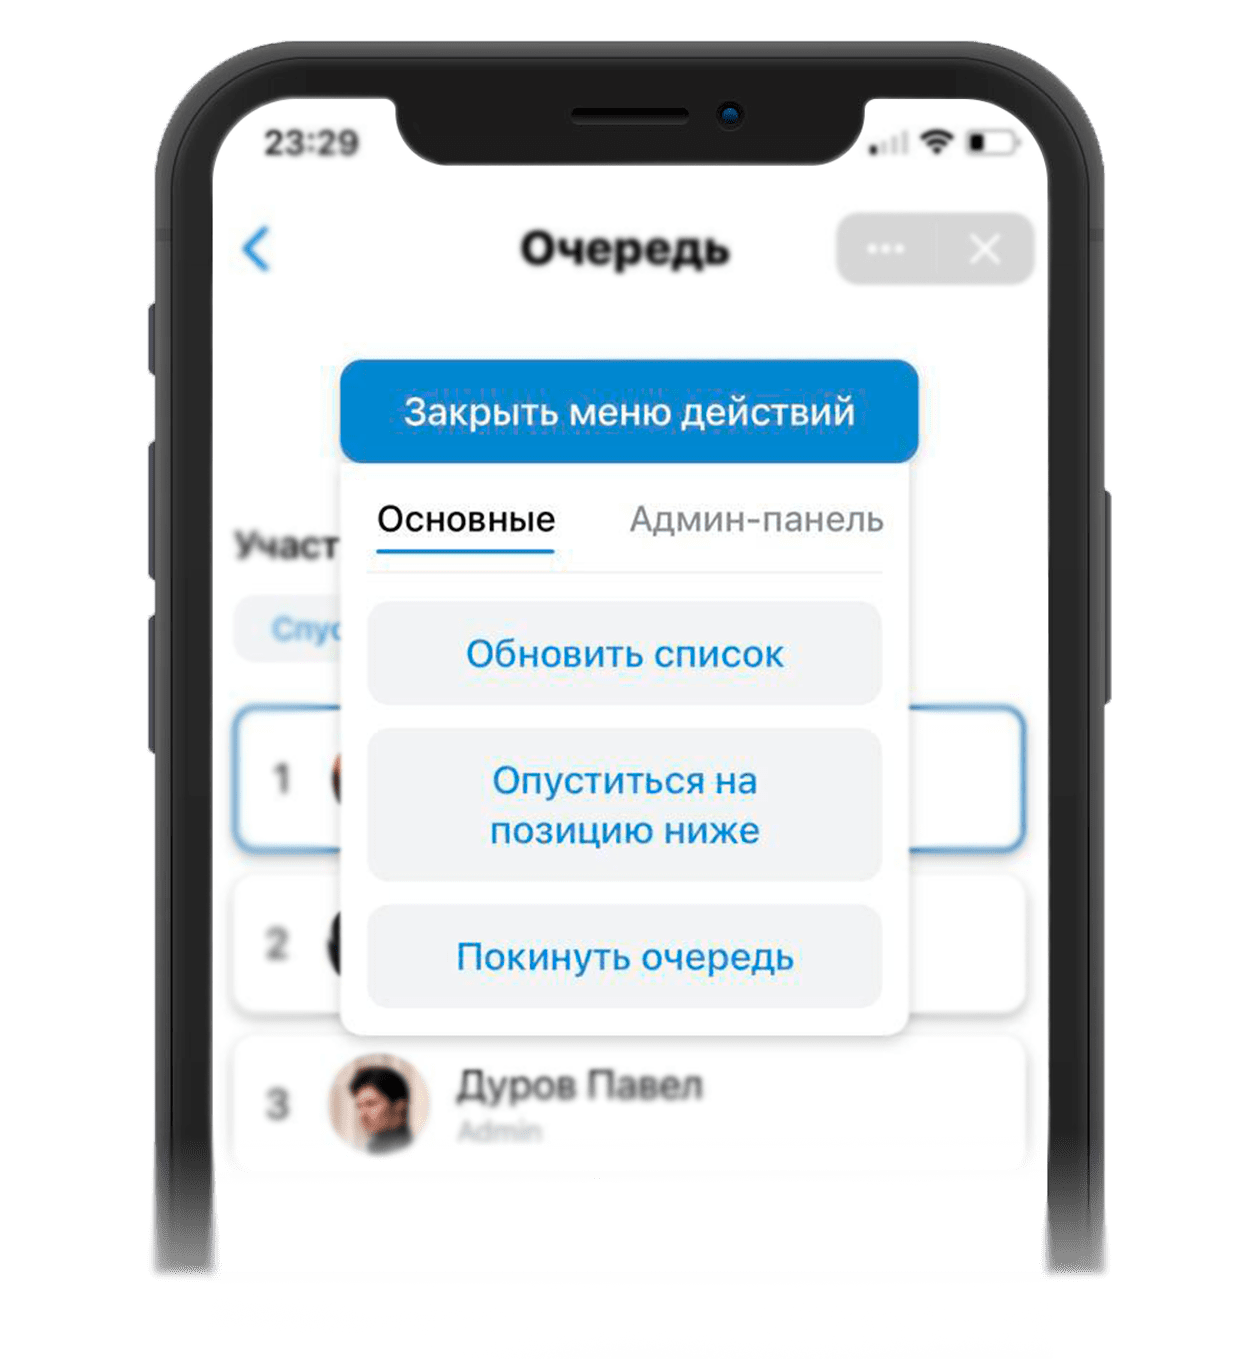 23:29
Очередь
Закрыть меню действий
Основные
Админ-панель
Участ
Спус
Обновить список
1
Опуститься на
позицию ниже
2
Покинуть очередь
3
Дуров Павел
Admin